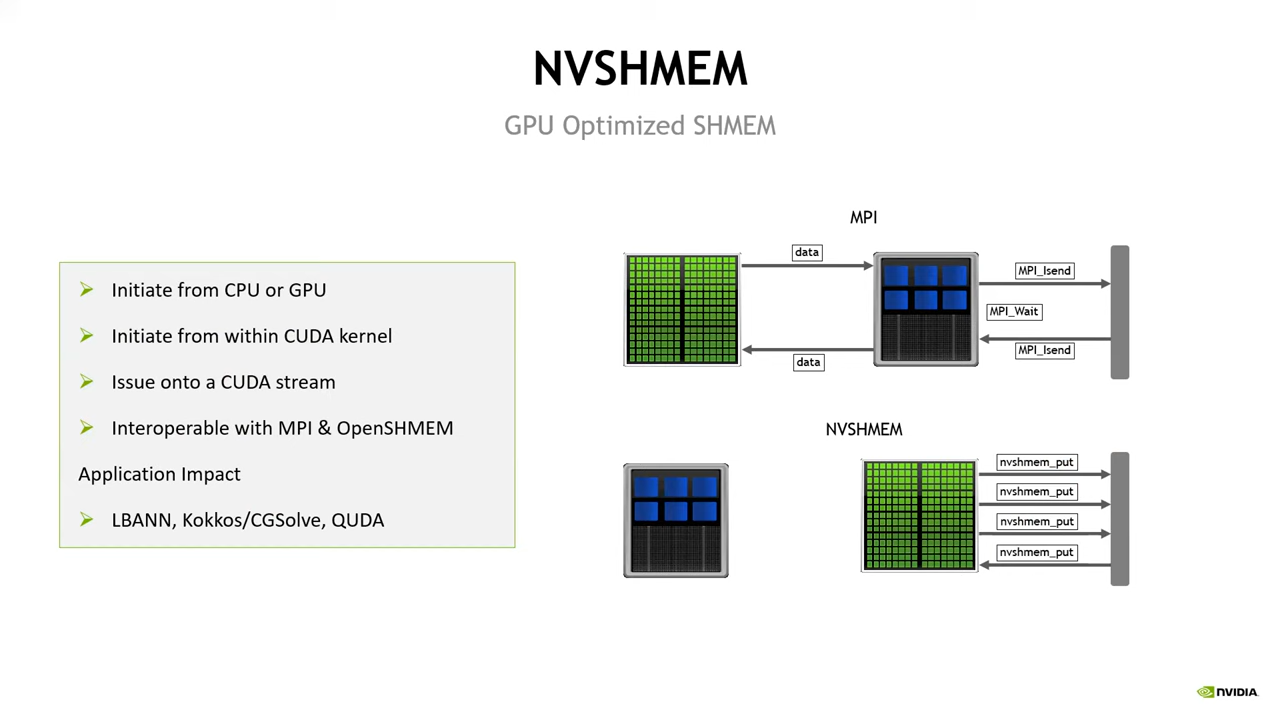 NVSHMEM
GPU Optimized SHMEM
Initiate from CPU or GPU
Initiate from within CUDA kernel
Issue onto a CUDA stream
Interoperable with MPI & OpenSHMEM
Application Impact
LBANN, Kokkos/CGSolve, QUDA
MPI
data
MPI_Isend
MPI_Wait
MPI_Isend
data
NVSHMEM
nvshmem_put
nvshmem_put
nvshmem_put
nvshmem_put
NVIDIA.